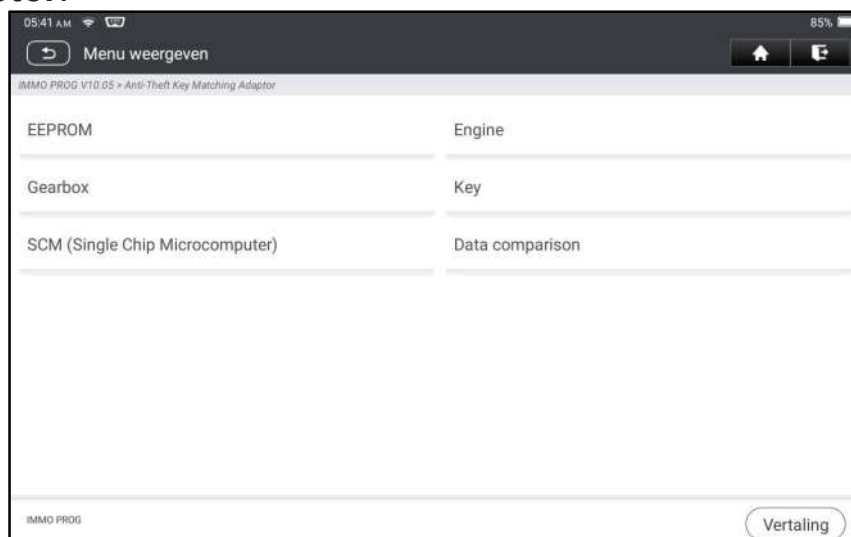 05:41 AM 85%
Menu weergeven
IMMO PROG V10.05 > Anti-Theft Key Matching Adaptor
EEPROM Engine
Gearbox Key
SCM (Single Chip Microcomputer) Data comparison
IMMO PROG Vertaling